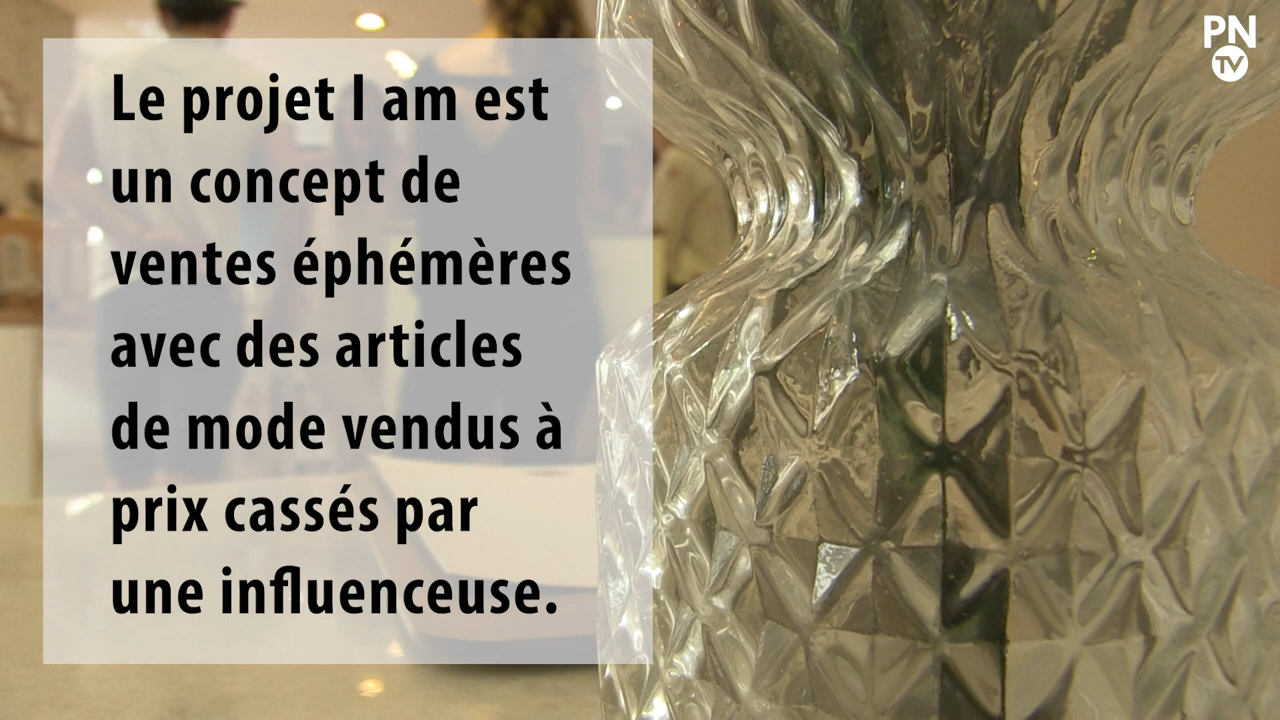 Le projet I am est
un concept de
ventes éphémères
avec des articles
de mode vendus à
prix cassés par
une influenceuse.
PN
TV